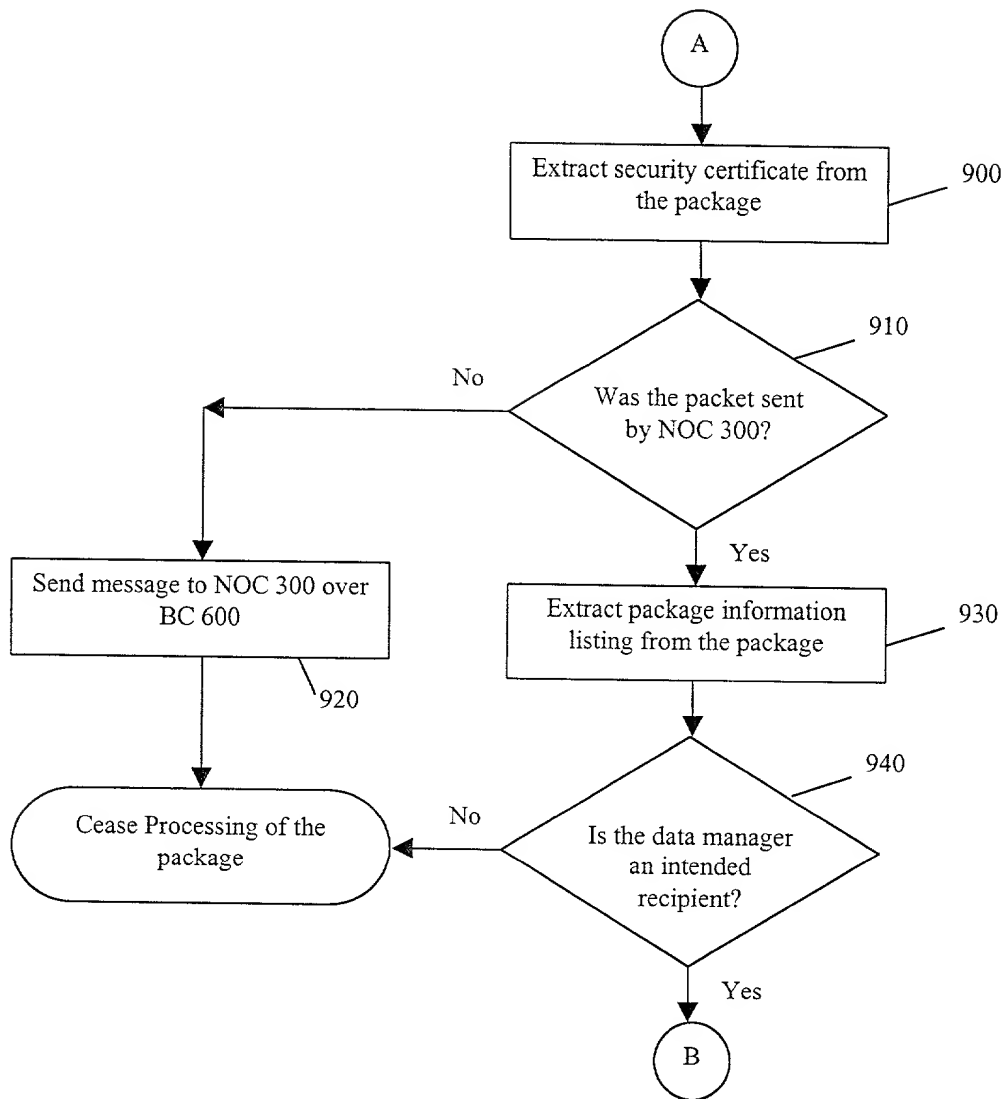 A
Extract security certificate from
the package
900
910
No
Was the packet sent
by NOC 300?
Yes
Send message to NOC 300 over
BC 600
920
Extract package information
listing from the package
930
940
Cease Processing of the
package
No
Is the data manager
an intended
recipient?
Yes
B